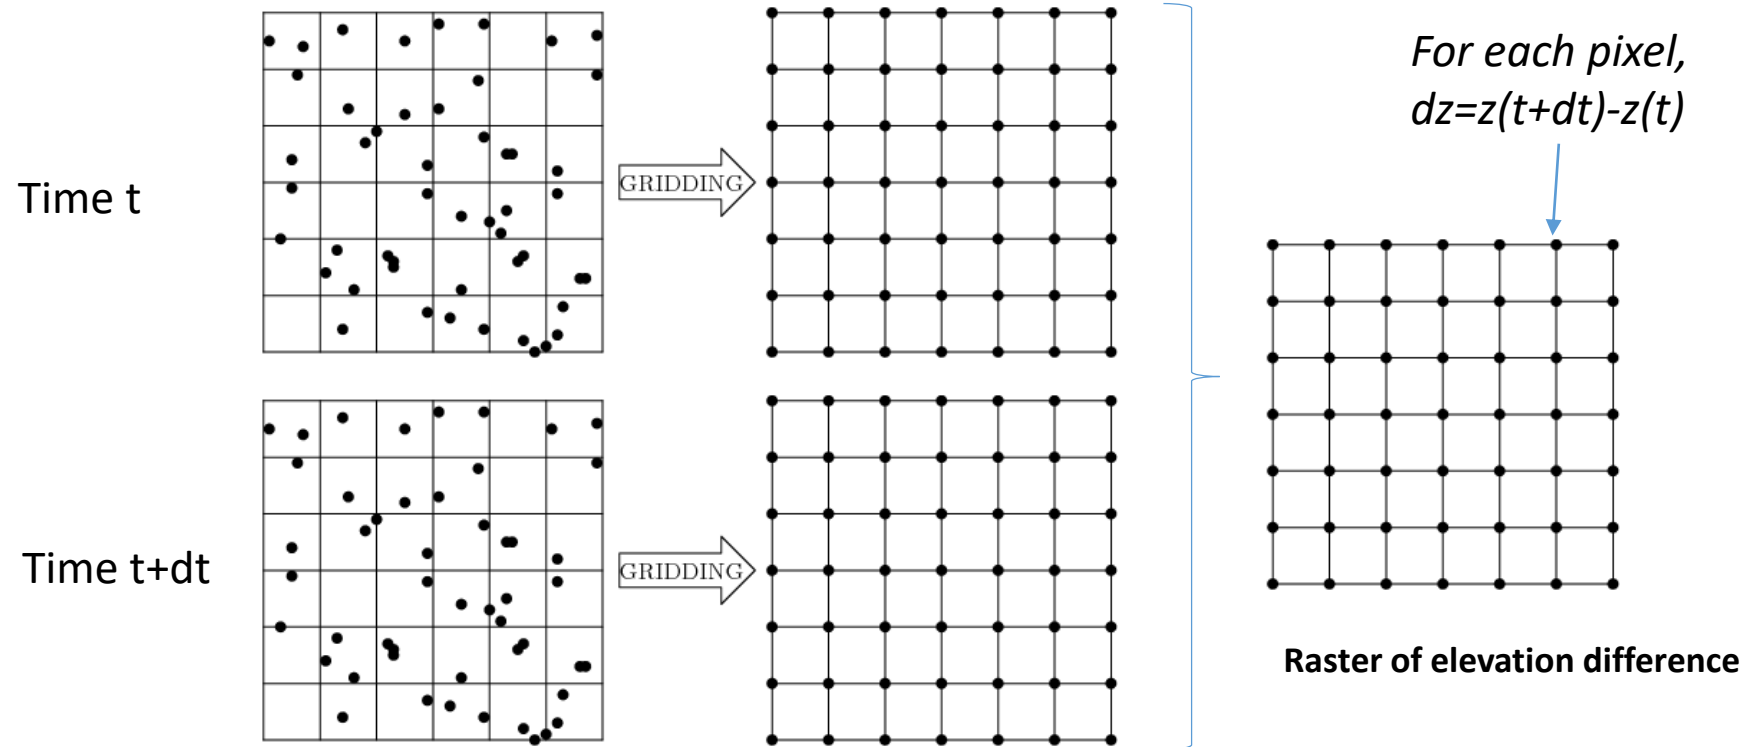 For each pixel,
dz=z(t+dt)-z(t)
Time t
GRIDDING
Time t+dt
GRIDDING
Raster of elevation difference